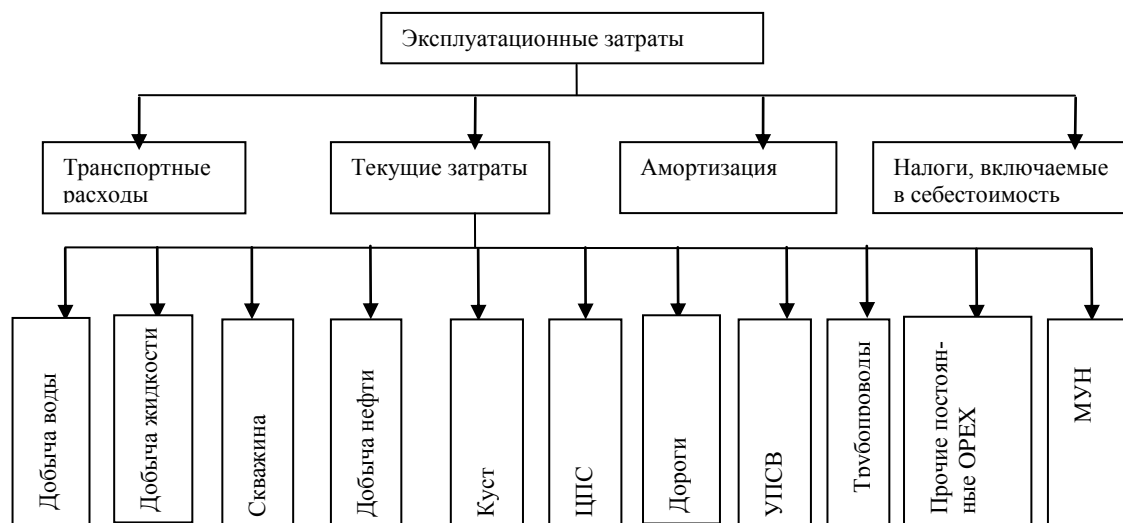 Эксплуатационные затраты
Транспортные
расходы
Текущие затраты
Амортизация
Налоги, включаемые
в себестоимость
Добыча воды
Добыча жидкости
Скважина
Добыча нефти
Куст
ЦПС
Дороги
УПСВ
Трубопроводы
Прочие постоян-
ные OPEX
МУН